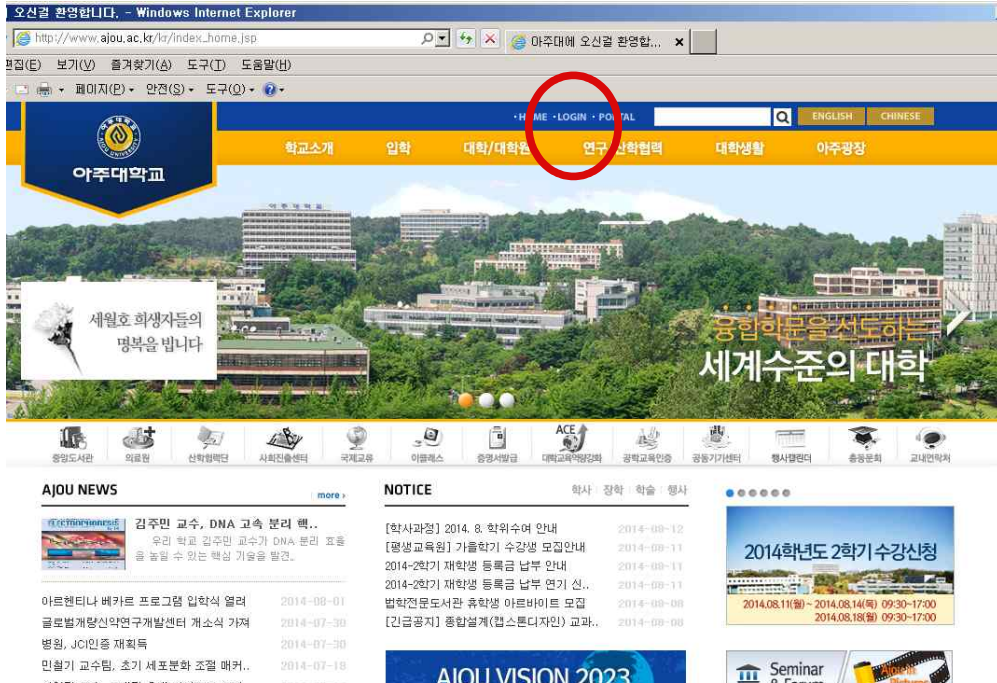 오신걸 환영합니다. - Windows Internet Explorer
http://www.ajou.ac.kr/kr/index_home.jsp
아주대에 오신걸 환영합...
편집(E) 보기(V) 즐겨찾기(A) 도구(T) 도움말(H)
페이지(P) 안전(S) 도구(O)
HOME LOGIN PORTAL
ENGLISH CHINESE
아주대학교
학교소개 입학 대학/대학원 연구/산학협력 대학생활 아주광장
세월호 희생자들의
명복을 빕니다
융합학문을 선도하는
세계수준의 대학
중앙도서관 의료원 산학협력단 사회진출센터 국제교류 이클래스 증명서발급 대학교육역량강화 공학교육인증 공동기기센터 행사캘린더 총동문회 교내연락처
ACE
AJOU NEWS more
김주민 교수, DNA 고속 분리 핵..
우리 학교 김주민 교수가 DNA 분리 효율
을 높일 수 있는 핵심 기술을 발견.
아르헨티나 베카르 프로그램 입학식 열려 2014-08-01
글로벌개량신약연구개발센터 개소식 가져 2014-07-30
병원, JCI인증 재획득 2014-07-30
민철기 교수팀, 초기 세포분화 조절 매커.. 2014-07-18
NOTICE 학사 장학 학술 행사
[학사과정] 2014. 8. 학위수여 안내 2014-08-12
[평생교육원] 가을학기 수강생 모집안내 2014-08-11
2014-2학기 재학생 등록금 납부 안내 2014-08-11
2014-2학기 재학생 등록금 납부 연기 신.. 2014-08-11
법학전문도서관 휴학생 아르바이트 모집 2014-08-08
[긴급공지] 종합설계(캡스톤디자인) 교과.. 2014-08-08
AJOU VISION 2023
2014학년도 2학기 수강신청
2014.08.11(월) ~ 2014.08.14(목) 09:30~17:00
2014.08.18(월) 09:30~17:00
Seminar
& Forum
Ajou in
Pictures